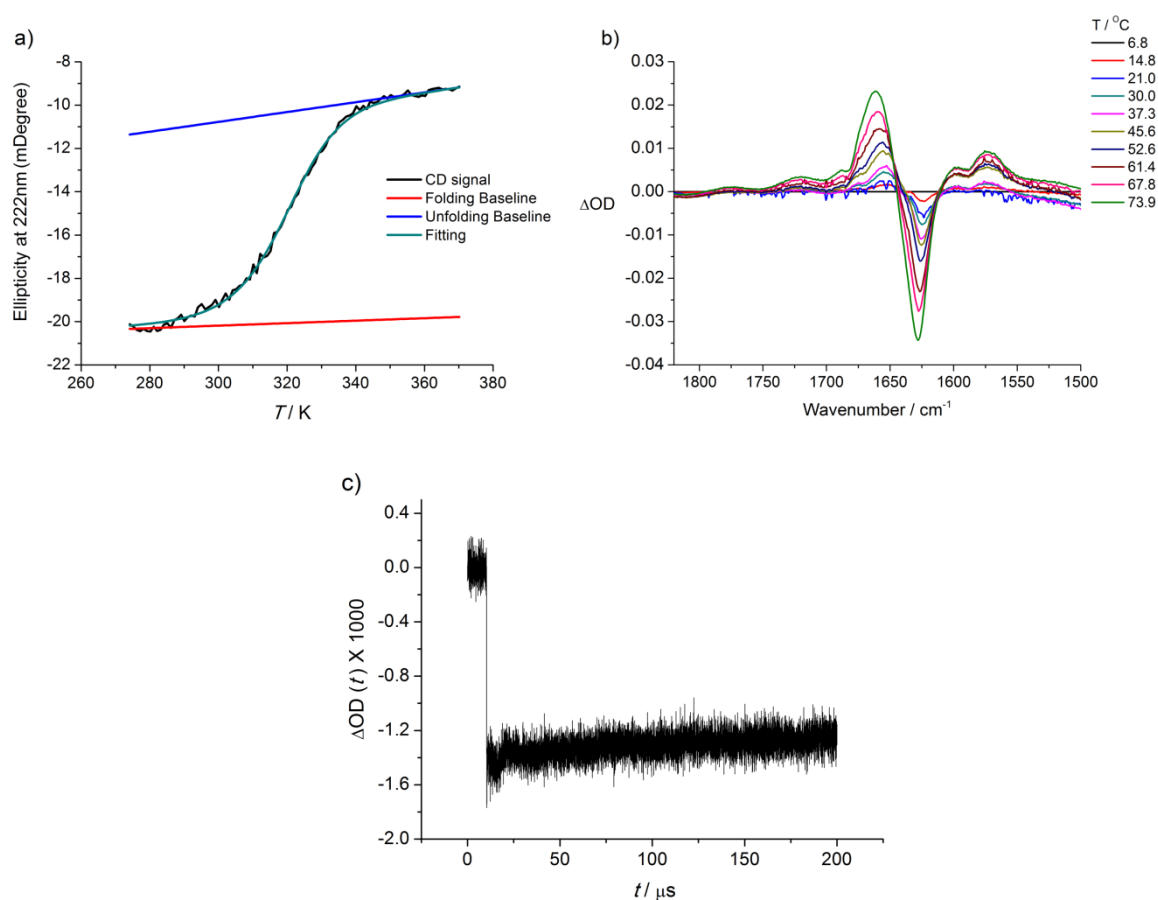 a)
Ellipticity at 222nm (mDegree)
-8
-10
-12
-14
-16
-18
-20
-22
260 280 300 320 340 360 380
T / K
CD signal
Folding Baseline
Unfolding Baseline
Fitting
b)
ΔOD
0.03
0.02
0.01
0.00
-0.01
-0.02
-0.03
-0.04
1800 1750 1700 1650 1600 1550 1500
Wavenumber / cm⁻¹
T / °C
6.8
14.8
21.0
30.0
37.3
45.6
52.6
61.4
67.8
73.9
c)
ΔOD (t) X 1000
0.4
0.0
-0.4
-0.8
-1.2
-1.6
-2.0
0 50 100 150 200
t / μs